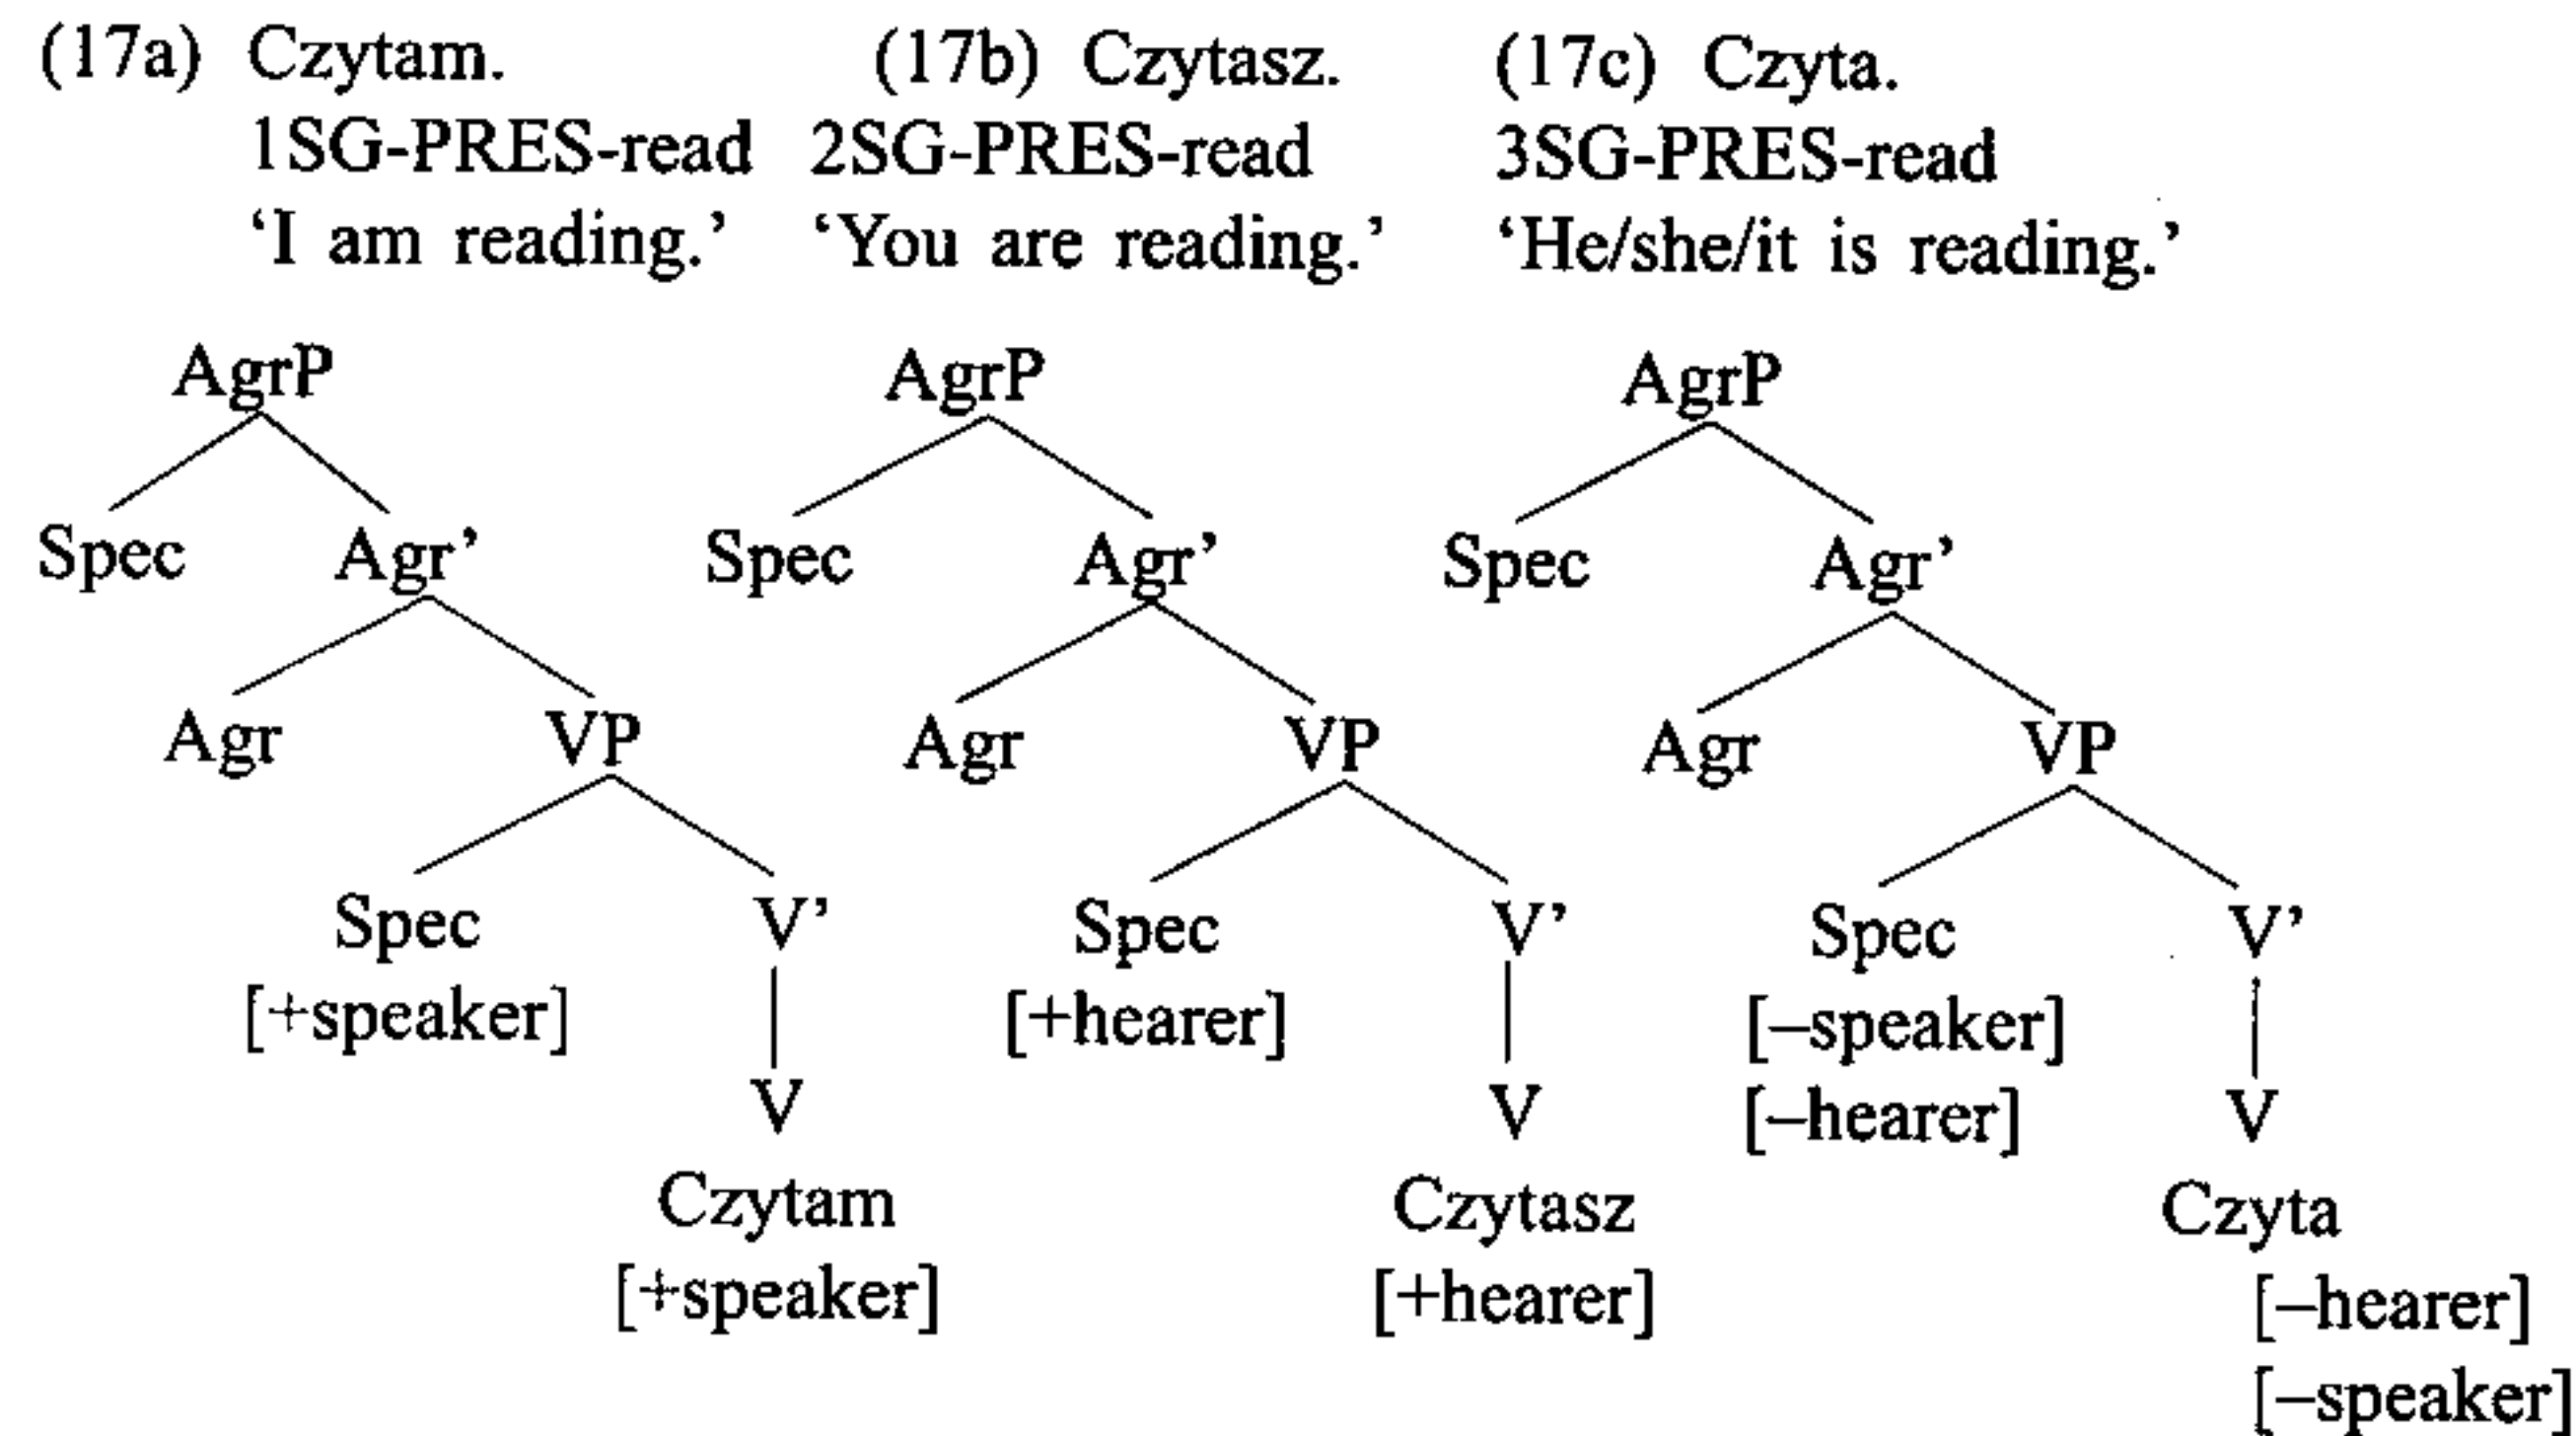 (17a) Czytam. (17b) Czytasz. (17c) Czyta.
1SG-PRES-read 2SG-PRES-read 3SG-PRES-read
‘I am reading.’ ‘You are reading.’ ‘He/she/it is reading.’
AgrP AgrP AgrP
Spec Agr’ Spec Agr’ Spec Agr’
Agr VP Agr VP Agr VP
Spec V’ Spec V’ Spec V’
[+speaker] [+hearer] [–speaker]
V V [–hearer] V
Czytam Czytasz Czyta
[+speaker] [+hearer] [–hearer]
[–speaker]